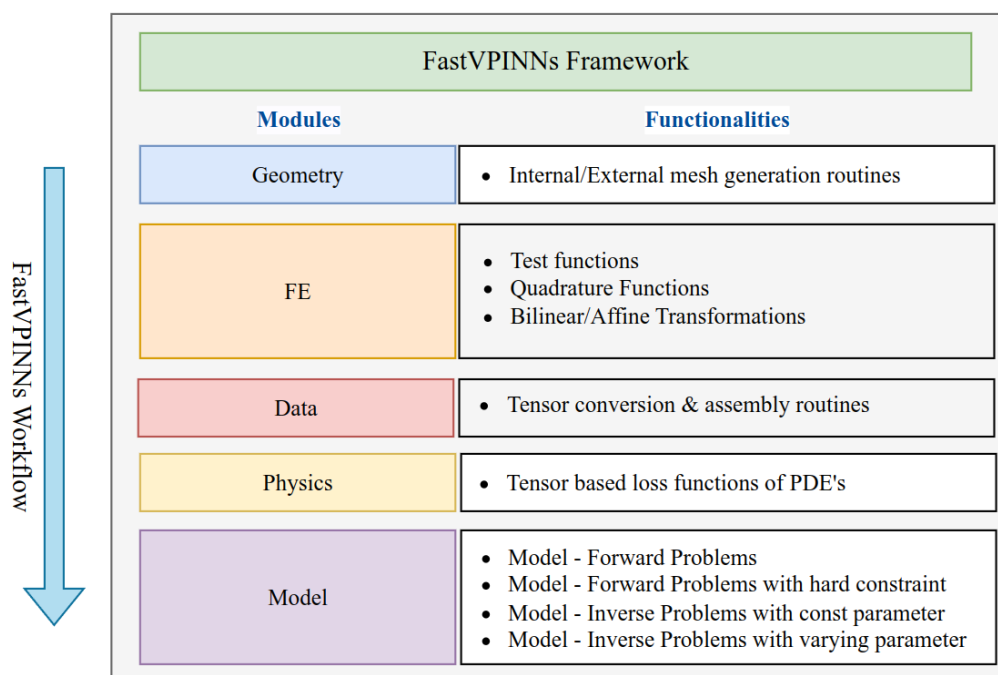 FastVPINNs Framework
Modules
Functionalities
FastVPINNs Workflow
Geometry
• Internal/External mesh generation routines
FE
• Test functions
• Quadrature Functions
• Bilinear/Affine Transformations
Data
• Tensor conversion & assembly routines
Physics
• Tensor based loss functions of PDE's
Model
• Model - Forward Problems
• Model - Forward Problems with hard constraint
• Model - Inverse Problems with const parameter
• Model - Inverse Problems with varying parameter